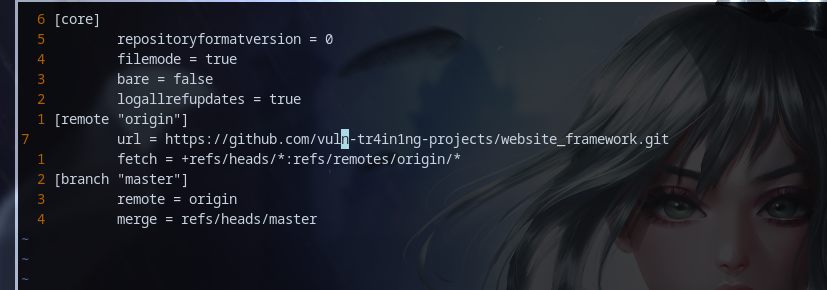 6 [core]
5 repositoryformatversion = 0
4 filemode = true
3 bare = false
2 logallrefupdates = true
1 [remote "origin"]
7 url = https://github.com/vuln-tr4in1ng-projects/website_framework.git
1 fetch = +refs/heads/*:refs/remotes/origin/*
2 [branch "master"]
3 remote = origin
4 merge = refs/heads/master
~
~
~